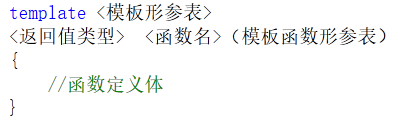 template <模板形参表>
<返回值类型>  <函数名>（模板函数形参表）
{
    //函数定义体
}